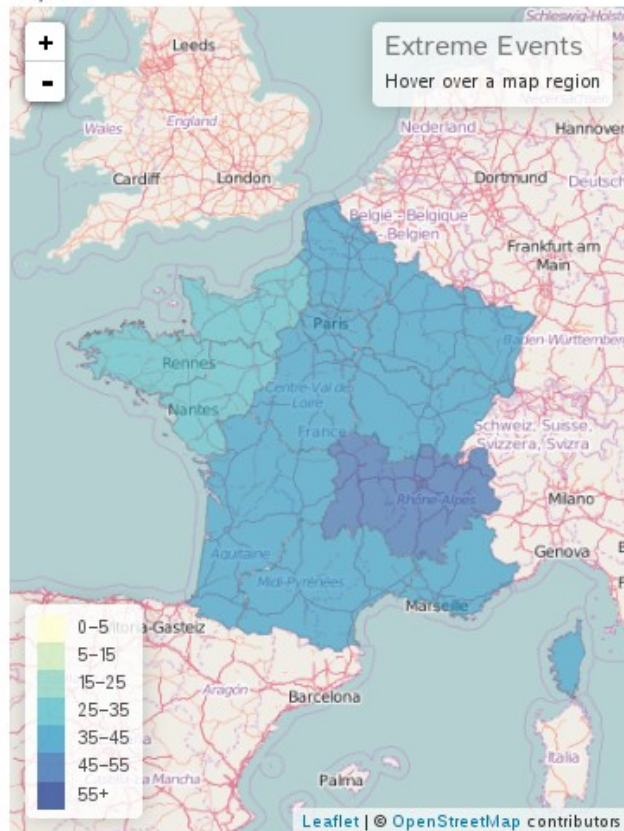 +
-
Extreme Events
Hover over a map region
Leeds
Wales
England
Cardiff
London
Nederland
Hannover
Dortmund
België - Belgique
- Belgien
Frankfurt am
Main
Paris
Baden-Württemberg
Rennes
Centre-Val de
Loire
Nantes
France
Schweiz, Suisse,
Svizzera, Svizra
Rhône-Alpes
Milano
Aquitaine
Genova
Midi-Pyrénées
Marseille
Aragón
Barcelona
Italia
Palma
0–5
5–15
15–25
25–35
35–45
45–55
55+
Leaflet | © OpenStreetMap contributors